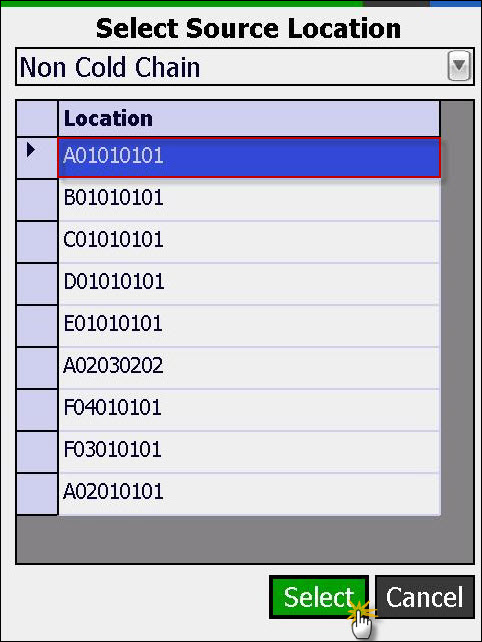 Select Source Location
Non Cold Chain
Location
A01010101
B01010101
C01010101
D01010101
E01010101
A02030202
F04010101
F03010101
A02010101
Select Cancel